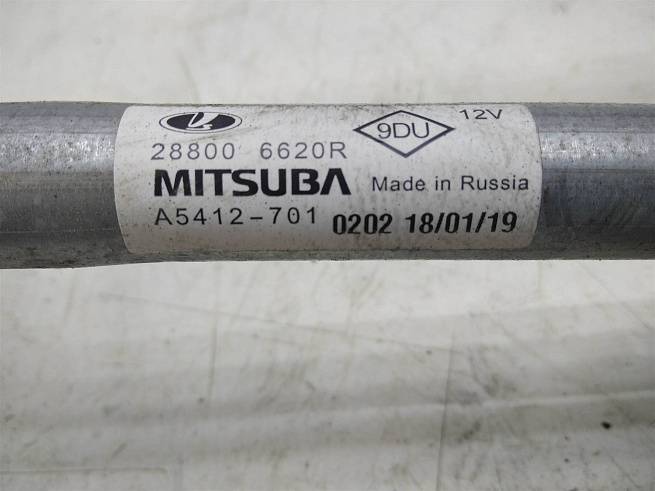 9DU 12V
28800 6620R
MITSUBA Made in Russia
A5412-701 0202 18/01/19